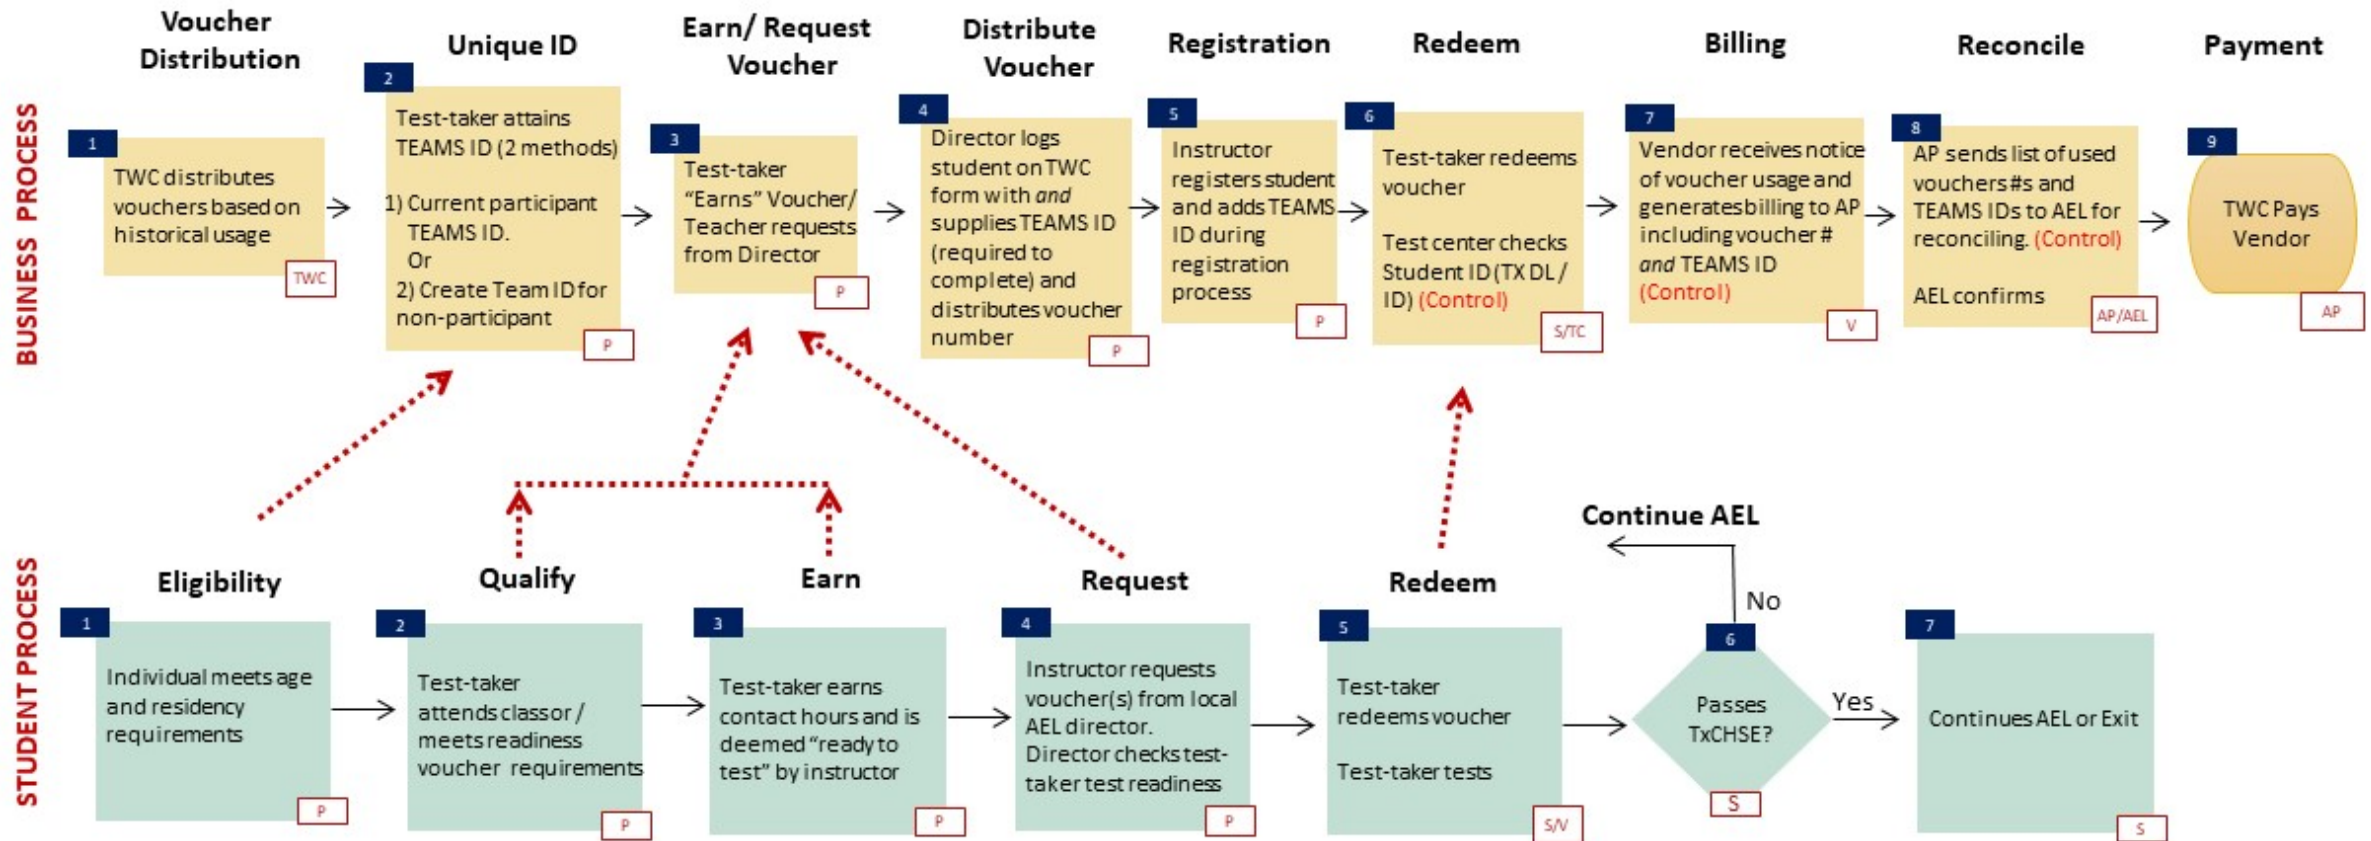 Voucher
Distribution
Unique ID
Earn/ Request
Voucher
Distribute
Voucher
Registration
Redeem
Billing
Reconcile
Payment
BUSINESS PROCESS
1
TWC distributes
vouchers based on
historical usage
TWC
2
Test-taker attains
TEAMS ID (2 methods)
1) Current participant
TEAMS ID.
Or
2) Create Team ID for
non-participant
P
3
Test-taker
“Earns” Voucher/
Teacher requests
from Director
P
4
Director logs
student on TWC
form with and
supplies TEAMS ID
(required to
complete) and
distributes voucher
number
P
5
Instructor
registers student
and adds TEAMS
ID during
registration
process
P
6
Test-taker redeems
voucher
Test center checks
Student ID (TX DL /
ID) (Control)
S/TC
7
Vendor receives notice
of voucher usage and
generates billing to AP
including voucher #
and TEAMS ID
(Control)
V
8
AP sends list of used
vouchers #s and
TEAMS IDs to AEL for
reconciling. (Control)
AEL confirms
AP/AEL
9
TWC Pays
Vendor
AP
STUDENT PROCESS
Eligibility
Qualify
Earn
Request
Redeem
Continue AEL
1
Individual meets age
and residency
requirements
P
2
Test-taker
attends class or /
meets readiness
voucher requirements
P
3
Test-taker earns
contact hours and is
deemed “ready to
test” by instructor
P
4
Instructor requests
voucher(s) from local
AEL director.
Director checks test-
taker test readiness
P
5
Test-taker
redeems voucher
Test-taker tests
S/V
No
6
Passes
TxCHSE?
S
Yes
7
Continues AEL or Exit
S